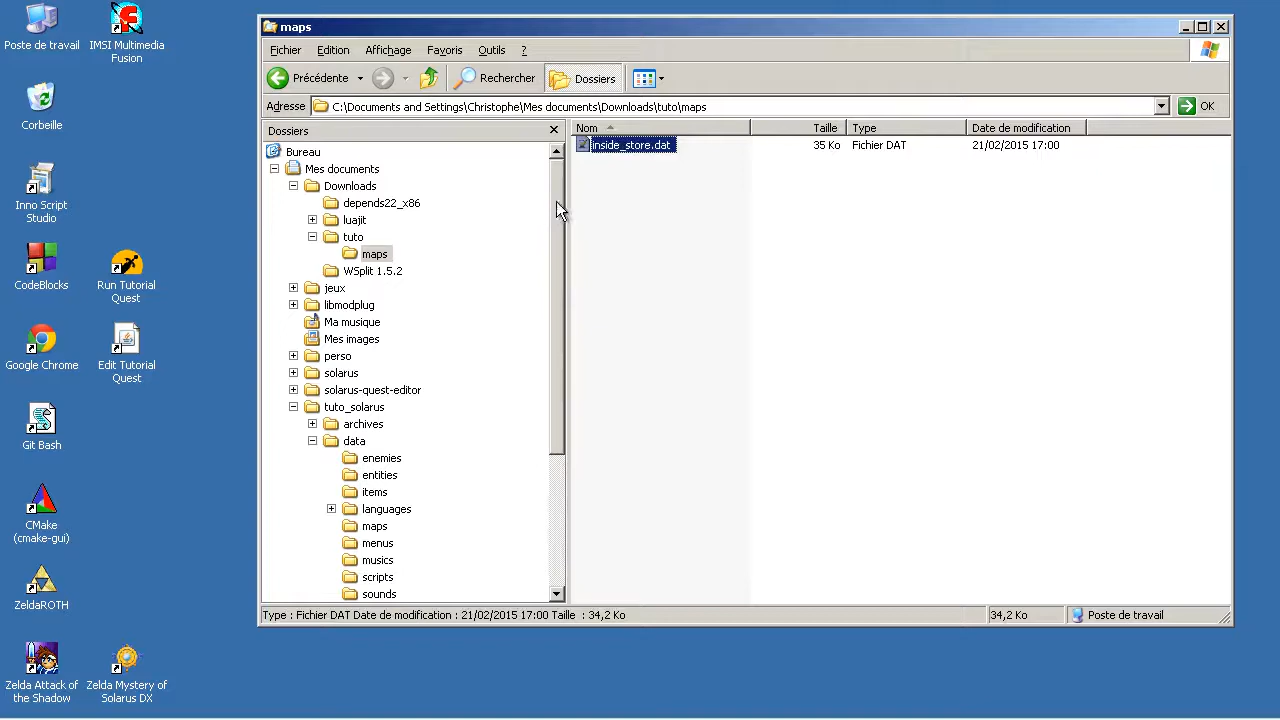 Poste de travail
IMSI Multimedia
Fusion
Corbeille
Inno Script
Studio
CodeBlocks
Run Tutorial
Quest
Google Chrome
Edit Tutorial
Quest
Git Bash
CMake
(cmake-gui)
ZeldaROTH
Zelda Attack of
the Shadow
Zelda Mystery of
Solarus DX
maps
Fichier Edition Affichage Favoris Outils ?
Précédente Rechercher Dossiers
Adresse C:\Documents and Settings\Christophe\Mes documents\Downloads\tuto\maps OK
Dossiers
Bureau
Mes documents
Downloads
depends22_x86
luajit
tuto
maps
WSplit 1.5.2
jeux
libmodplug
Ma musique
Mes images
perso
solarus
solarus-quest-editor
tuto_solarus
archives
data
enemies
entities
items
languages
maps
menus
musics
scripts
sounds
Nom Taille Type Date de modification
inside_store.dat 35 Ko Fichier DAT 21/02/2015 17:00
Type : Fichier DAT Date de modification : 21/02/2015 17:00 Taille : 34,2 Ko 34,2 Ko Poste de travail